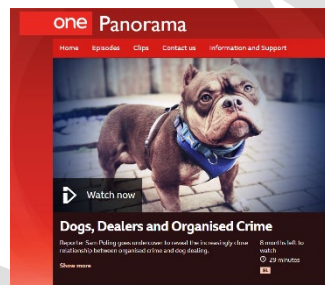 one Panorama
Home Episodes Clips Contact us Information and Support
Watch now
Dogs, Dealers and Organised Crime
Reporter Sam Poling goes undercover to reveal the increasingly close
relationship between organised crime and dog dealing.
Show more
8 months left to
watch
29 minutes
SL